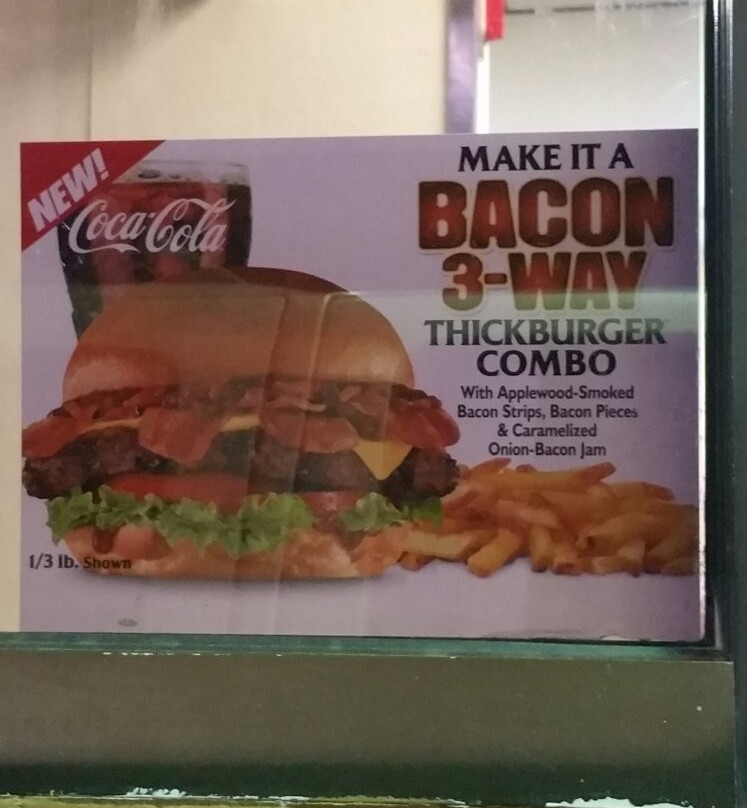 NEW!
Coca-Cola
MAKE IT A
BACON
3-WAY
THICKBURGER
COMBO
With Applewood-Smoked
Bacon Strips, Bacon Pieces
& Caramelized
Onion-Bacon Jam
1/3 lb. Shown